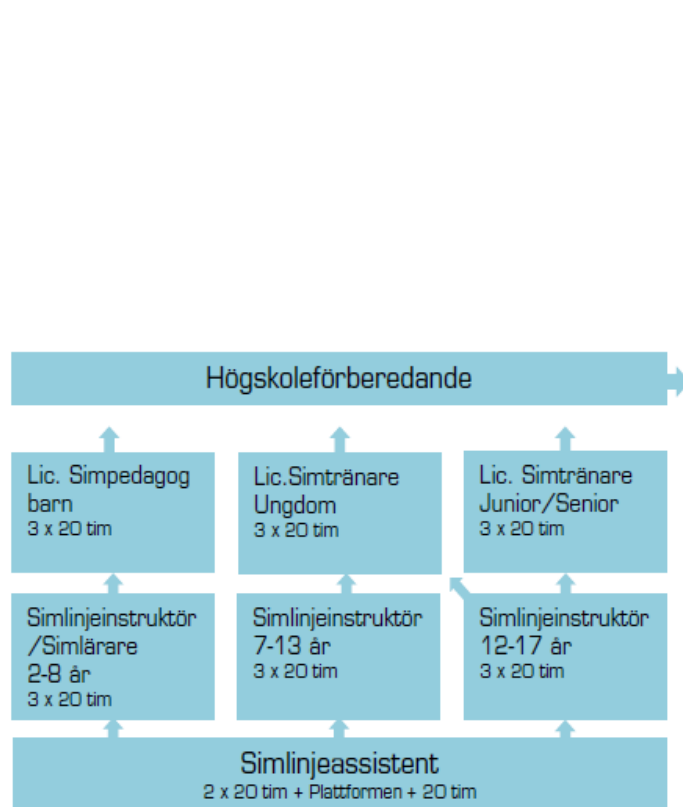 Högskoleförberedande
Lic. Simpedagog
barn
3 x 20 tim
Lic.Simtränare
Ungdom
3 x 20 tim
Lic. Simtränare
Junior/Senior
3 x 20 tim
Simlinjeinstruktör
/Simlärare
2-8 år
3 x 20 tim
Simlinjeinstruktör
7-13 år
3 x 20 tim
Simlinjeinstruktör
12-17 år
3 x 20 tim
Simlinjeassistent
2 x 20 tim + Plattformen + 20 tim